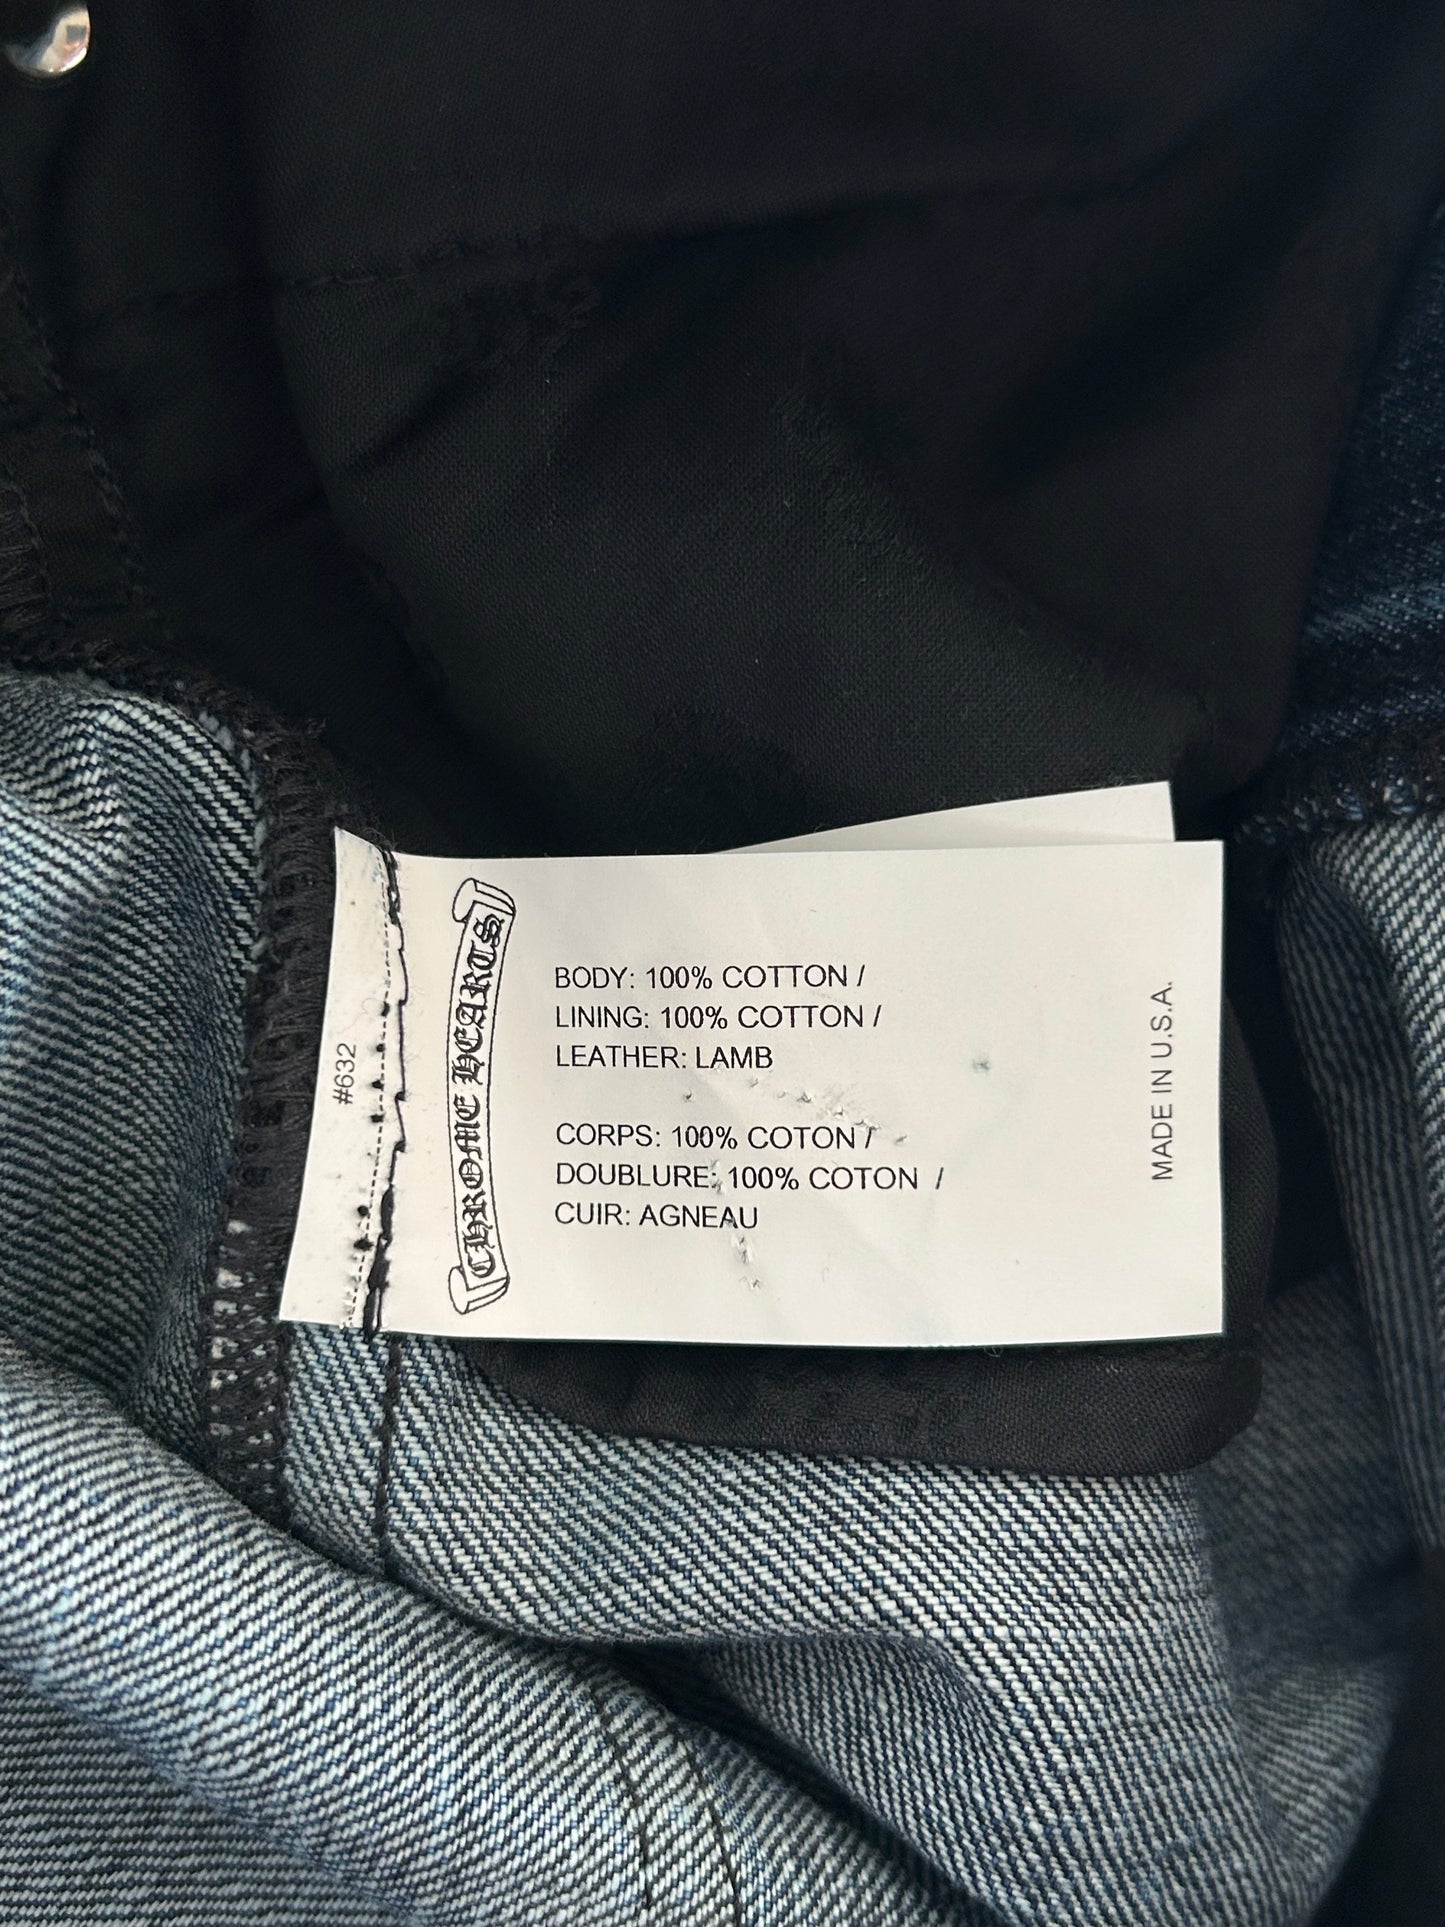 #632
CHROME HEARTS
BODY: 100% COTTON /
LINING: 100% COTTON /
LEATHER: LAMB
CORPS: 100% COTON /
DOUBLURE: 100% COTON /
CUIR: AGNEAU
MADE IN U.S.A.